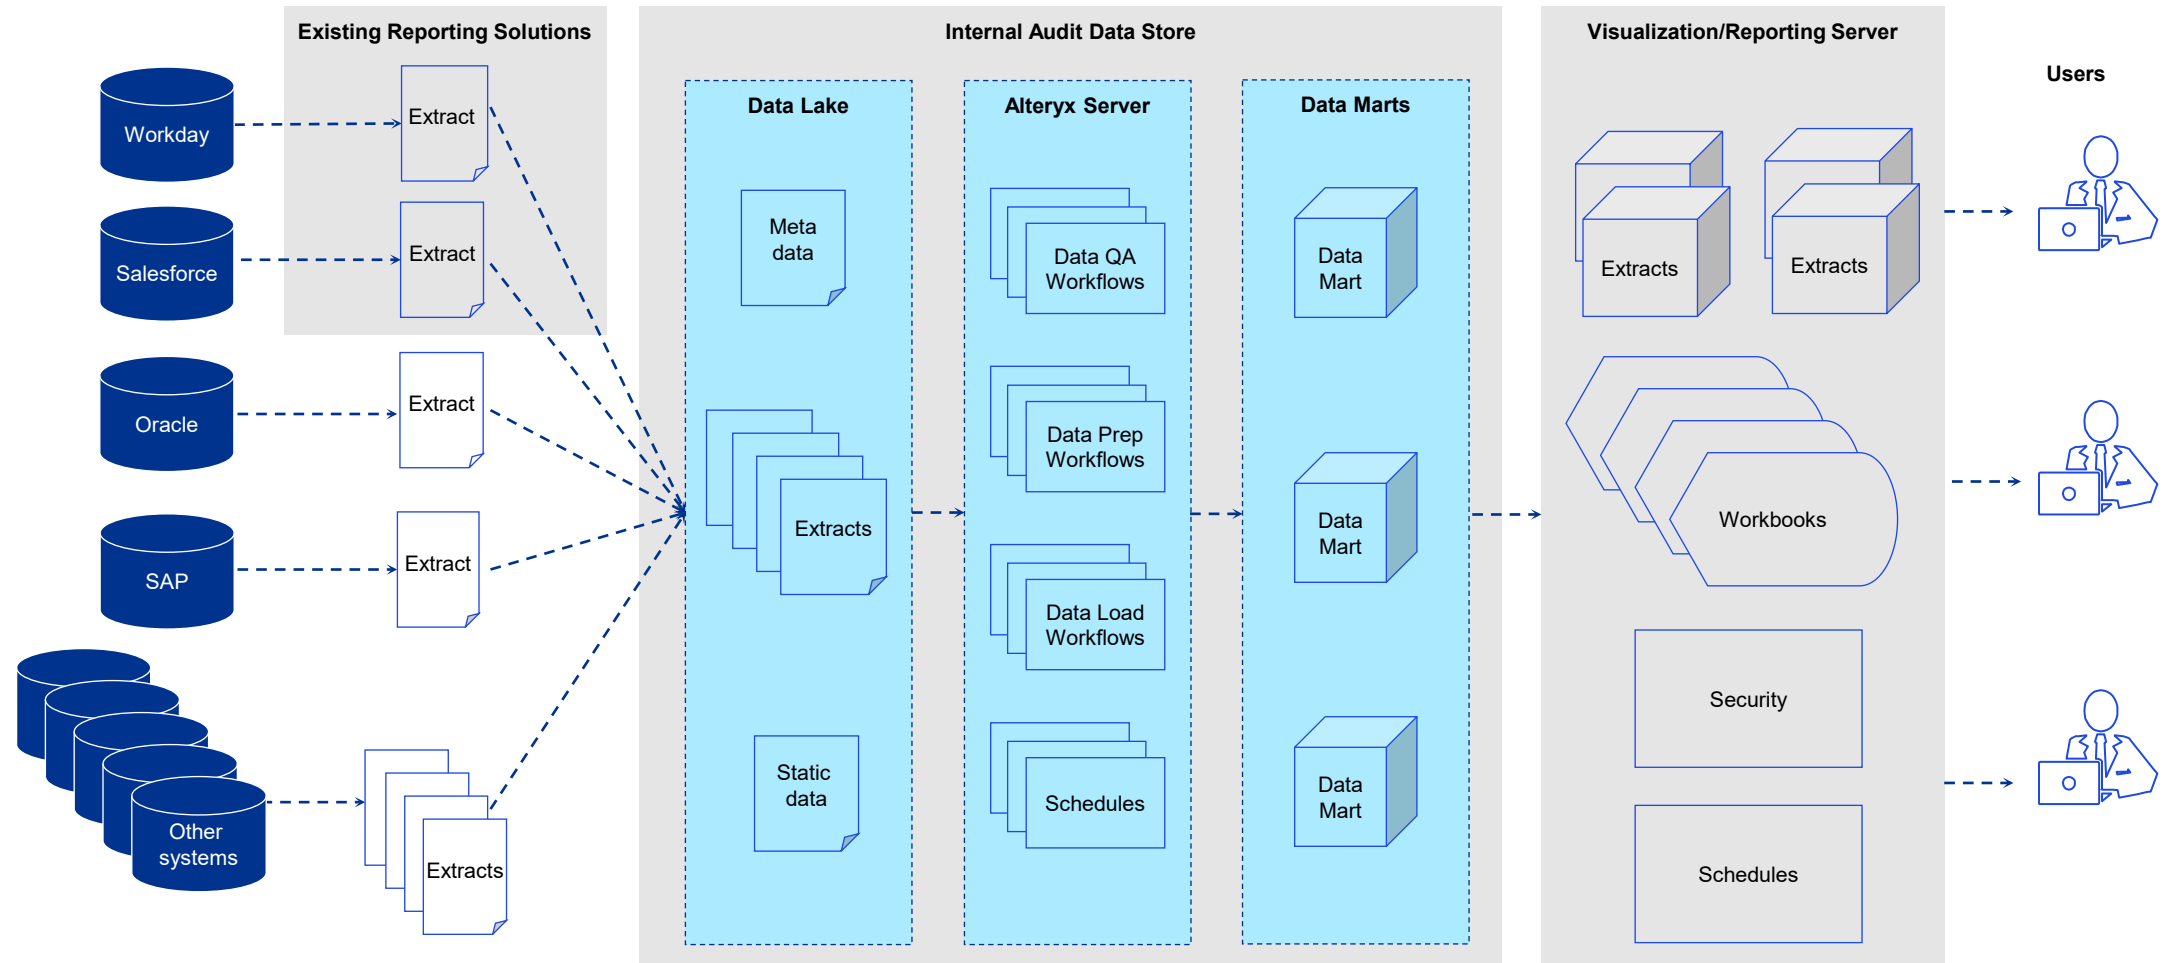 Existing Reporting Solutions
Internal Audit Data Store
Visualization/Reporting Server
Users
Workday
Extract
Salesforce
Extract
Oracle
Extract
SAP
Extract
Other
systems
Extracts
Data Lake
Meta
data
Extracts
Static
data
Alteryx Server
Data QA
Workflows
Data Prep
Workflows
Data Load
Workflows
Schedules
Data Marts
Data
Mart
Data
Mart
Data
Mart
Extracts
Extracts
Workbooks
Security
Schedules